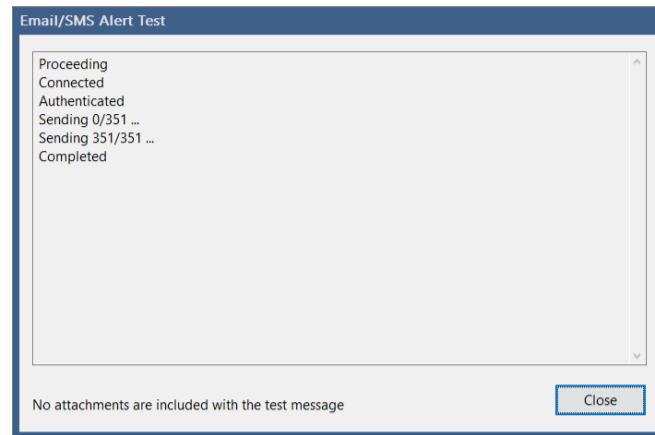 Email/SMS Alert Test
Proceeding
Connected
Authenticated
Sending 0/351 ...
Sending 351/351 ...
Completed
No attachments are included with the test message
Close